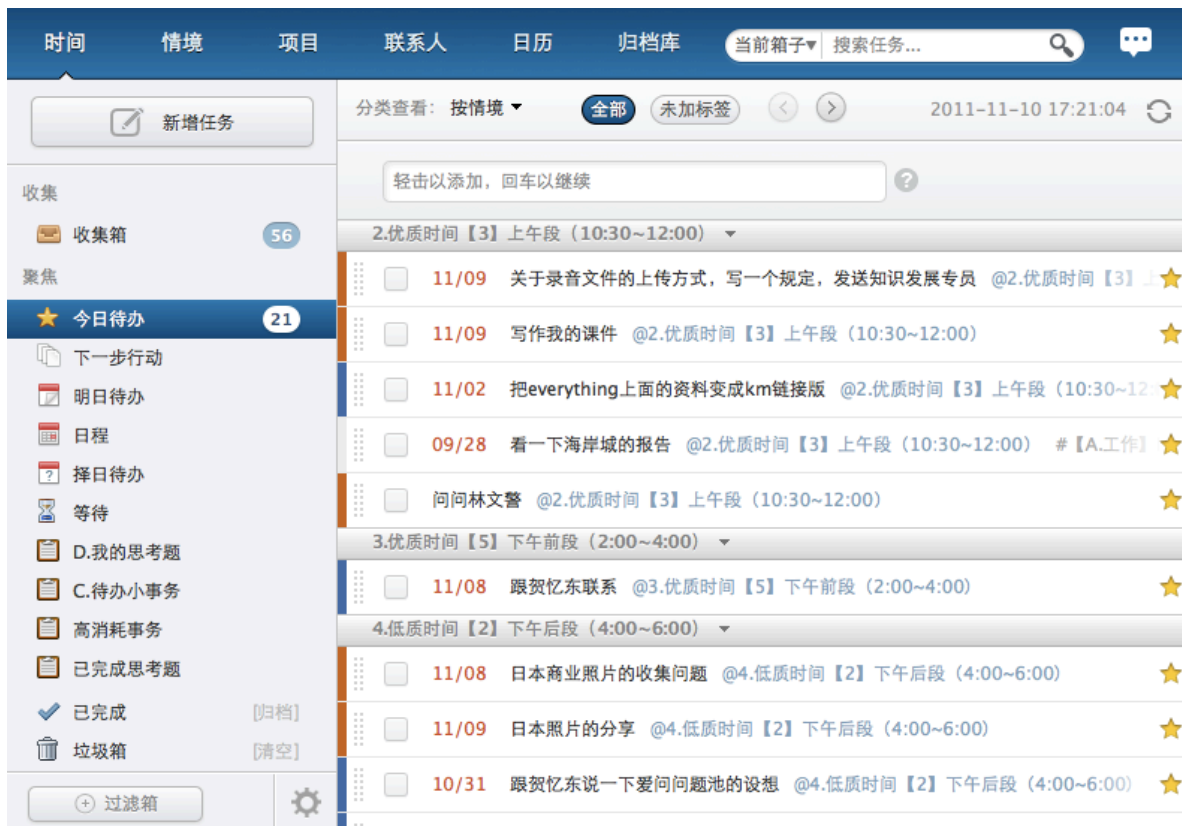 时间 情境 项目 联系人 日历 归档库 当前箱子▾ 搜索任务...
新增任务
分类查看： 按情境 ▾ 全部 未加标签 < > 2011-11-10 17:21:04
轻击以添加，回车以继续 ?
收集
收集箱 56
聚焦
今日待办 21
下一步行动
明日待办
日程
择日待办
等待
D.我的思考题
C.待办小事务
高消耗事务
已完成思考题
已完成 [归档]
垃圾箱 [清空]
过滤箱
2.优质时间【3】上午段（10:30~12:00）
11/09 关于录音文件的上传方式，写一个规定，发送知识发展专员 @2.优质时间【3】上
11/09 写作我的课件 @2.优质时间【3】上午段（10:30~12:00）
11/02 把everything上面的资料变成km链接版 @2.优质时间【3】上午段（10:30~12:
09/28 看一下海岸城的报告 @2.优质时间【3】上午段（10:30~12:00） #【A.工作】
问问林文警 @2.优质时间【3】上午段（10:30~12:00）
3.优质时间【5】下午前段（2:00~4:00）
11/08 跟贺忆东联系 @3.优质时间【5】下午前段（2:00~4:00）
4.低质时间【2】下午后段（4:00~6:00）
11/08 日本商业照片的收集问题 @4.低质时间【2】下午后段（4:00~6:00）
11/09 日本照片的分享 @4.低质时间【2】下午后段（4:00~6:00）
10/31 跟贺忆东说一下爱问问题池的设想 @4.低质时间【2】下午后段（4:00~6:00）